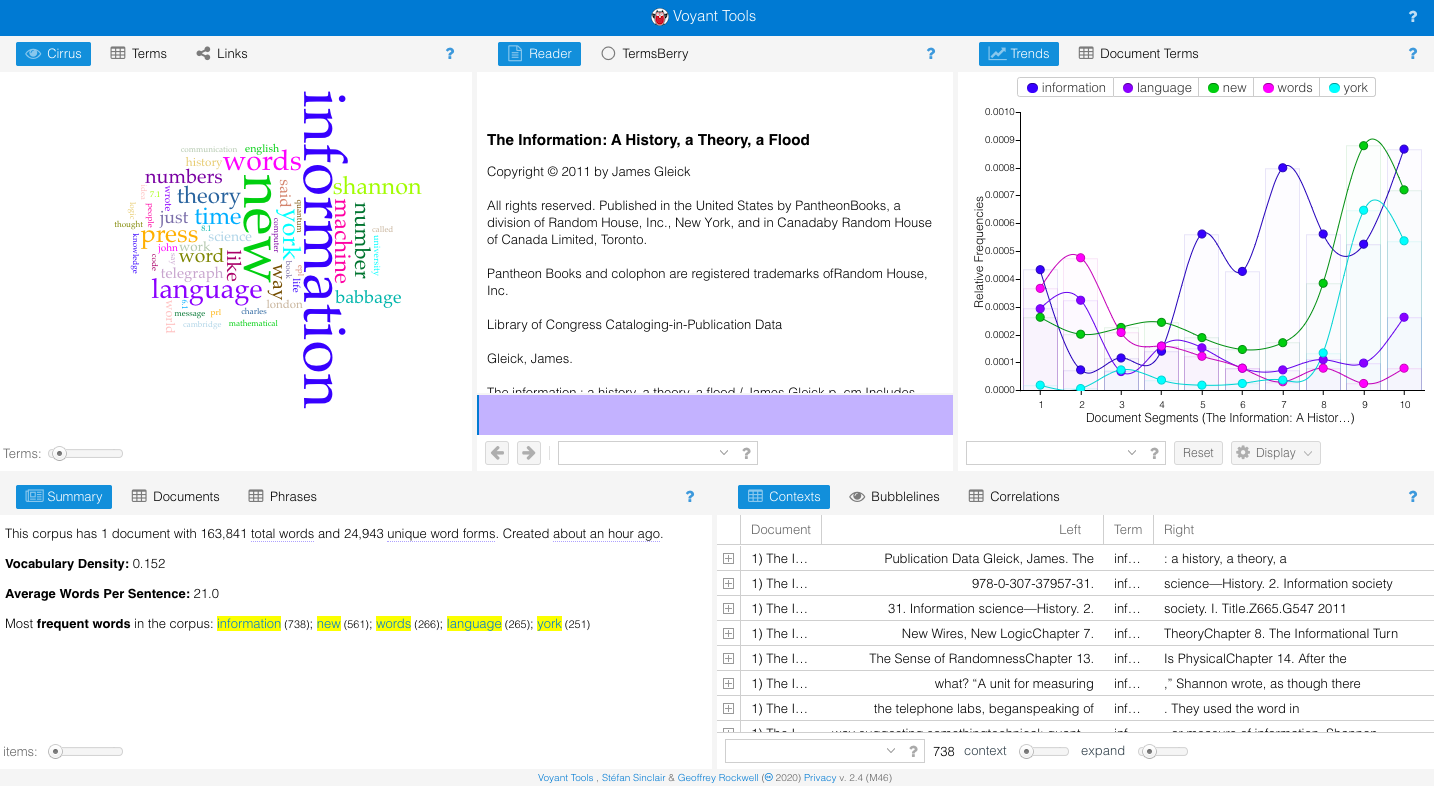 Voyant Tools
?
Cirrus Terms Links ?
communication english
history words
numbers
theory said shannon
wrote 7.1
people just time york quantum machine number
logic
thought press 8.1 called
knowledge science computer university
john work
code say word like new information
telegraph way book cpli life
language babbage
world 6.1 london
message pri charles
cambridge mathematical
Terms:
Reader TermsBerry ?
The Information: A History, a Theory, a Flood
Copyright © 2011 by James Gleick
All rights reserved. Published in the United States by PantheonBooks, a
division of Random House, Inc., New York, and in Canadaby Random House
of Canada Limited, Toronto.
Pantheon Books and colophon are registered trademarks ofRandom House,
Inc.
Library of Congress Cataloging-in-Publication Data
Gleick, James.
The information : a history, a theory, a flood / James Gleick.p. cm.Includes
?
Trends Document Terms ?
information language new words york
Relative Frequencies
0.0010
0.0009
0.0008
0.0007
0.0006
0.0005
0.0004
0.0003
0.0002
0.0001
0.0000
1 2 3 4 5 6 7 8 9 10
Document Segments (The Information: A Histor…)
? Reset Display
Summary Documents Phrases ?
This corpus has 1 document with 163,841 total words and 24,943 unique word forms. Created about an hour ago.
Vocabulary Density: 0.152
Average Words Per Sentence: 21.0
Most frequent words in the corpus: information (738); new (561); words (266); language (265); york (251)
items:
Contexts Bubblelines Correlations ?
Document Left Term Right
1) The I… Publication Data Gleick, James. The inf… : a history, a theory, a
1) The I… 978-0-307-37957-31. inf… science—History. 2. Information society
1) The I… 31. Information science—History. 2. inf… society. I. Title.Z665.G547 2011
1) The I… New Wires, New LogicChapter 7. inf… TheoryChapter 8. The Informational Turn
1) The I… The Sense of RandomnessChapter 13. inf… Is PhysicalChapter 14. After the
1) The I… what? “A unit for measuring inf… ,” Shannon wrote, as though there
1) The I… the telephone labs, beganspeaking of inf… . They used the word in
? 738 context expand
Voyant Tools , Stéfan Sinclair & Geoffrey Rockwell (© 2020) Privacy v. 2.4 (M46)